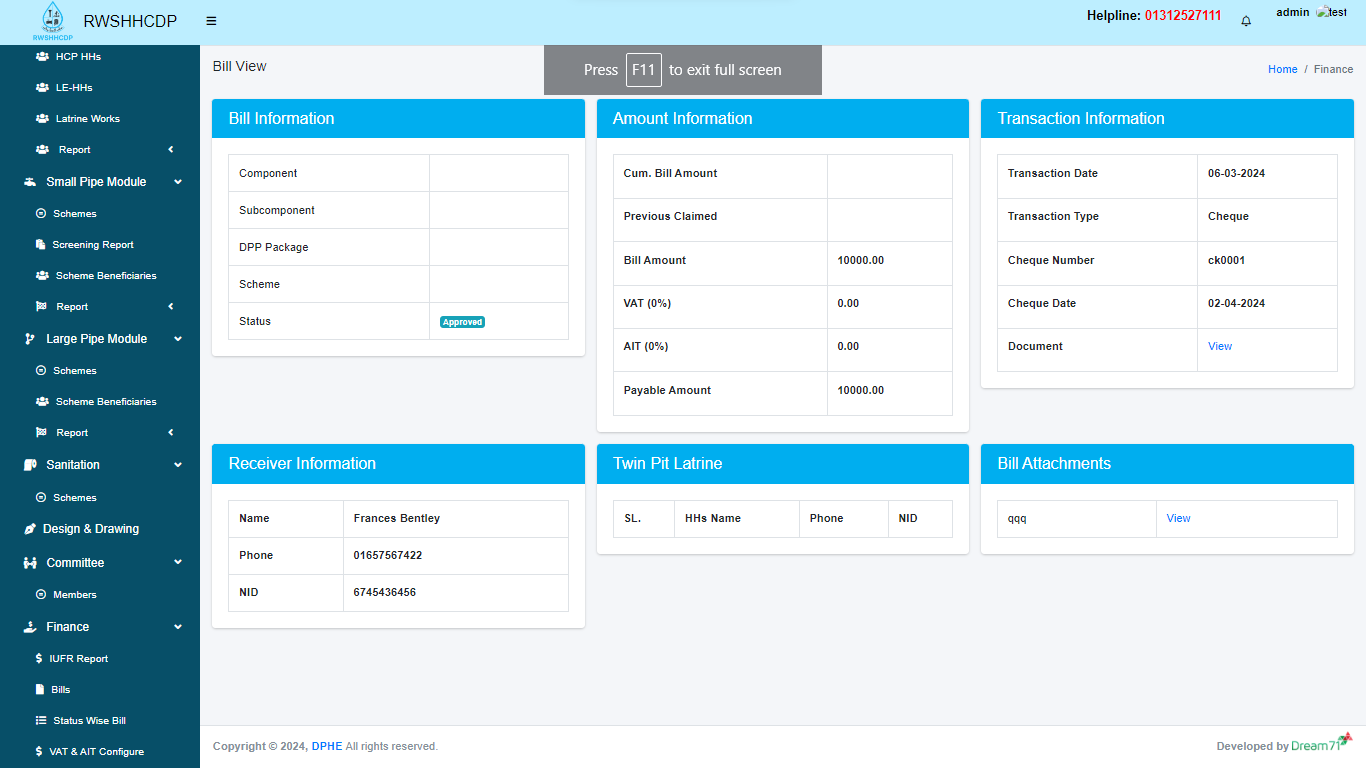 RWSHHCDP
RWSHHCDP
Helpline: 01312527111
admin
test
HCP HHs
LE-HHs
Latrine Works
Report
Small Pipe Module
Schemes
Screening Report
Scheme Beneficiaries
Report
Large Pipe Module
Schemes
Scheme Beneficiaries
Report
Sanitation
Schemes
Design & Drawing
Committee
Members
Finance
IUFR Report
Bills
Status Wise Bill
VAT & AIT Configure
Bill View
Press F11 to exit full screen
Home / Finance
Bill Information
Component
Subcomponent
DPP Package
Scheme
Status Approved
Amount Information
Cum. Bill Amount
Previous Claimed
Bill Amount 10000.00
VAT (0%) 0.00
AIT (0%) 0.00
Payable Amount 10000.00
Transaction Information
Transaction Date 06-03-2024
Transaction Type Cheque
Cheque Number ck0001
Cheque Date 02-04-2024
Document View
Receiver Information
Name Frances Bentley
Phone 01657567422
NID 6745436456
Twin Pit Latrine
SL. HHs Name Phone NID
Bill Attachments
qqq View
Copyright © 2024, DPHE All rights reserved.
Developed by Dream71